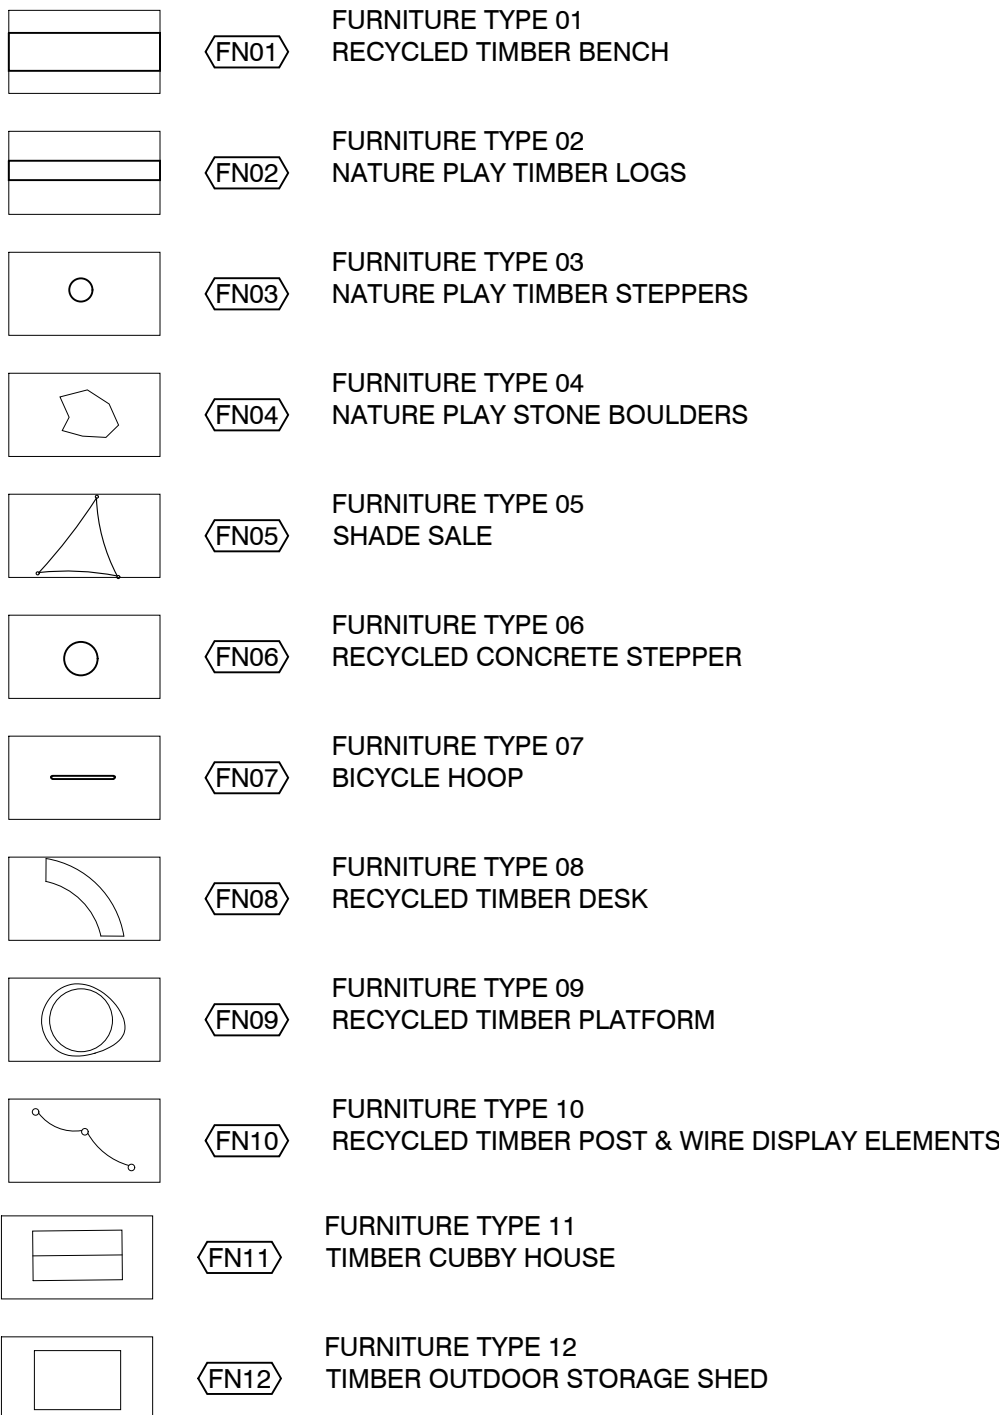 FURNITURE TYPE 01
FN01 RECYCLED TIMBER BENCH
FURNITURE TYPE 02
FN02 NATURE PLAY TIMBER LOGS
FURNITURE TYPE 03
FN03 NATURE PLAY TIMBER STEPPERS
FURNITURE TYPE 04
FN04 NATURE PLAY STONE BOULDERS
FURNITURE TYPE 05
FN05 SHADE SALE
FURNITURE TYPE 06
FN06 RECYCLED CONCRETE STEPPER
FURNITURE TYPE 07
FN07 BICYCLE HOOP
FURNITURE TYPE 08
FN08 RECYCLED TIMBER DESK
FURNITURE TYPE 09
FN09 RECYCLED TIMBER PLATFORM
FURNITURE TYPE 10
FN10 RECYCLED TIMBER POST & WIRE DISPLAY ELEMENTS
FURNITURE TYPE 11
FN11 TIMBER CUBBY HOUSE
FURNITURE TYPE 12
FN12 TIMBER OUTDOOR STORAGE SHED